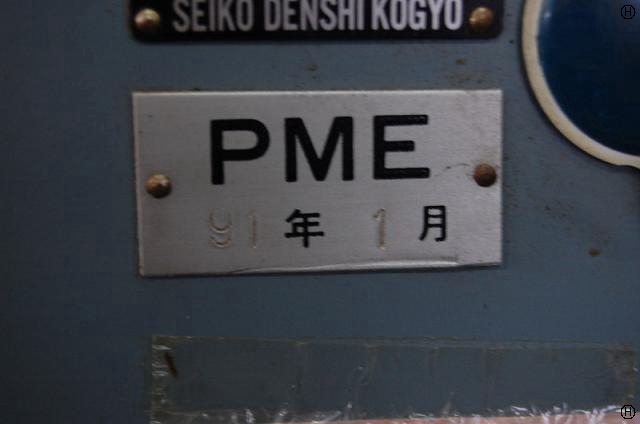 SEIKO DENSHI KOGYO
PME
91 年 1 月
H
H